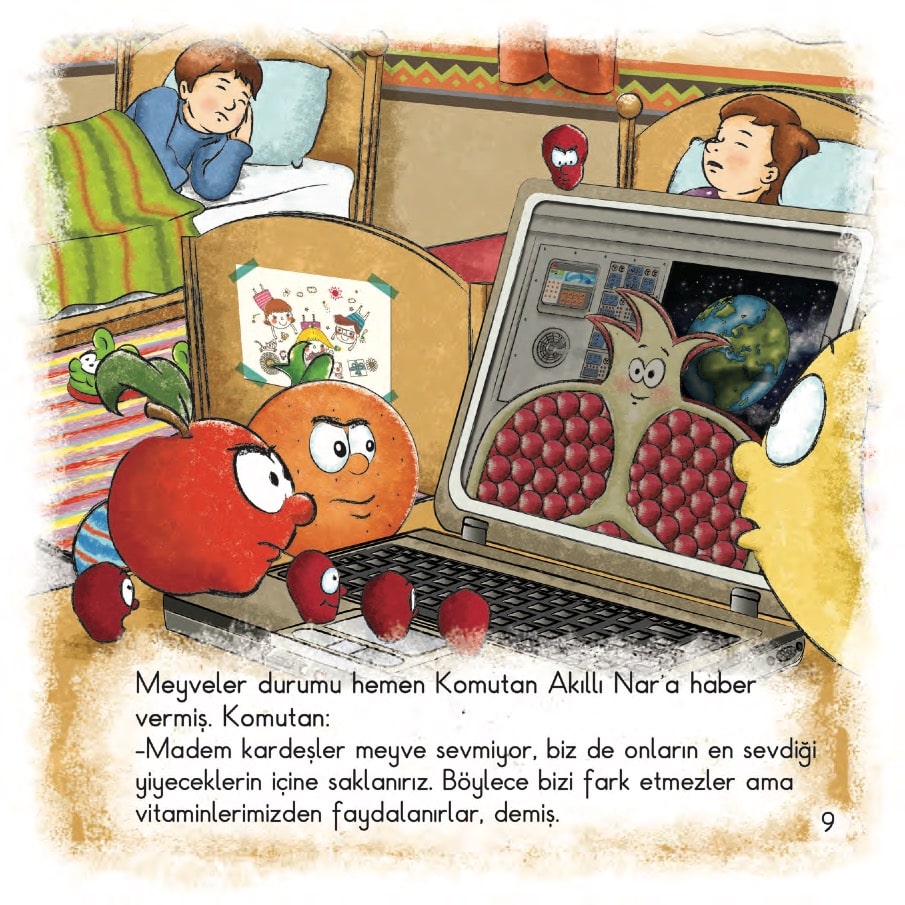 Meyveler durumu hemen Komutan Akıllı Nar'a haber
vermiş. Komutan:
-Madem kardeşler meyve sevmiyor, biz de onların en sevdiği
yiyeceklerin içine saklanırız. Böylece bizi fark etmezler ama
vitaminlerimizden faydalanırlar, demiş.
9